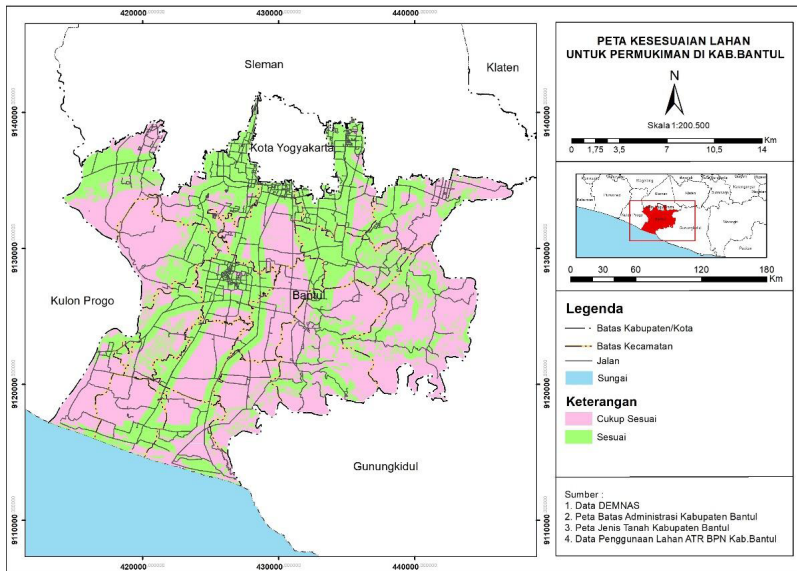 420000
430000
440000
Sleman
Klaten
Kota Yogyakarta
Kulon Progo
Bantul
Gunungkidul
9140000
9130000
9120000
9110000
9140000
9130000
9120000
9110000
420000
430000
440000
PETA KESESUAIAN LAHAN
UNTUK PERMUKIMAN DI KAB.BANTUL
N
Skala 1:200.500
Km
0 1,75 3,5 7 10,5 14
0 30 60 120 180
Km
Legenda
Batas Kabupaten/Kota
Batas Kecamatan
Jalan
Sungai
Keterangan
Cukup Sesuai
Sesuai
Sumber :
1. Data DEMNAS
2. Peta Batas Administrasi Kabupaten Bantul
3. Peta Jenis Tanah Kabupaten Bantul
4. Data Penggunaan Lahan ATR BPN Kab.Bantul